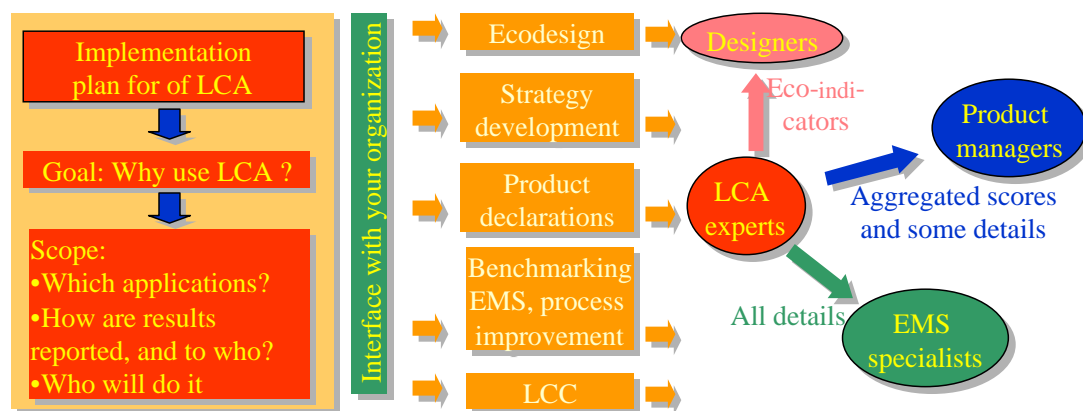 Implementation
plan for of LCA
Goal: Why use LCA ?
Scope:
•Which applications?
•How are results
reported, and to who?
•Who will do it
Interface with your organization
Ecodesign
Strategy
development
Product
declarations
Benchmarking
EMS, process
improvement
LCC
Designers
Eco-indi-
cators
LCA
experts
Product
managers
Aggregated scores
and some details
All details
EMS
specialists